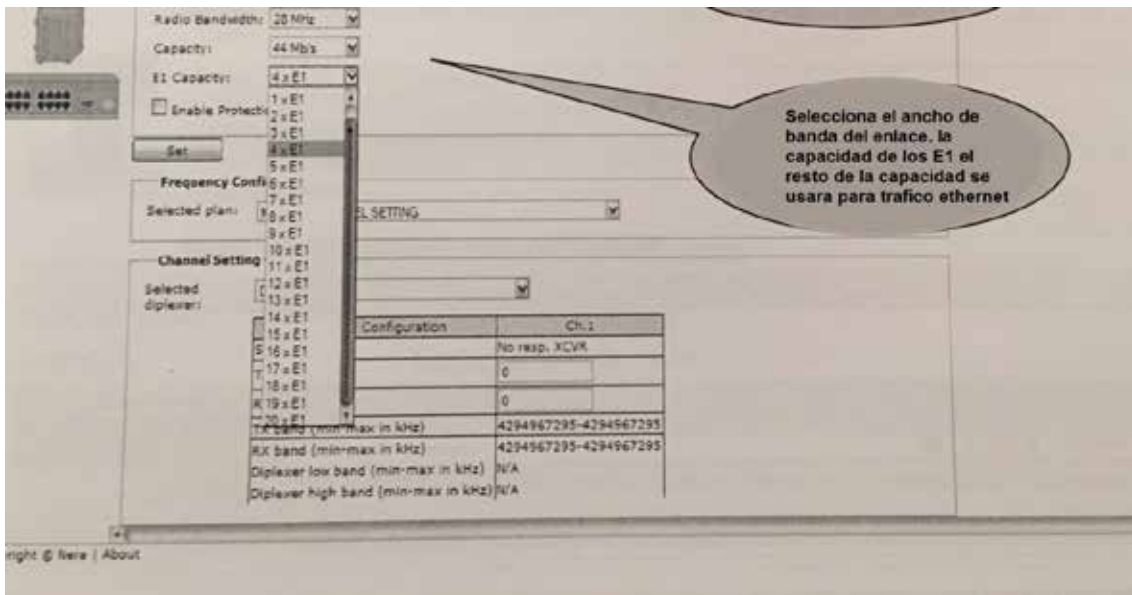 Radio Bandwidth: 28 MHz
Capacity: 44 Mb's
E1 Capacity: 4 x E1
1 x E1
Enable Protecti
2 x E1
3 x E1
4 x E1
Set
5 x E1
Frequency Confi
6 x E1
7 x E1
Selected plan:
8 x E1
EL SETTING
9 x E1
10 x E1
Channel Setting
11 x E1
12 x E1
Selected
diplexer:
13 x E1
14 x E1
15 x E1
Configuration Ch.1
16 x E1
No resp. XCVR
17 x E1
0
18 x E1
19 x E1
0
20 x E1
TX band (min-max in kHz) 4294967295-4294967295
RX band (min-max in kHz) 4294967295-4294967295
Diplexer low band (min-max in kHz) N/A
Diplexer high band (min-max in kHz) N/A
Selecciona el ancho de
banda del enlace. la
capacidad de los E1 el
resto de la capacidad se
usara para trafico ethernet
right © Nera | About